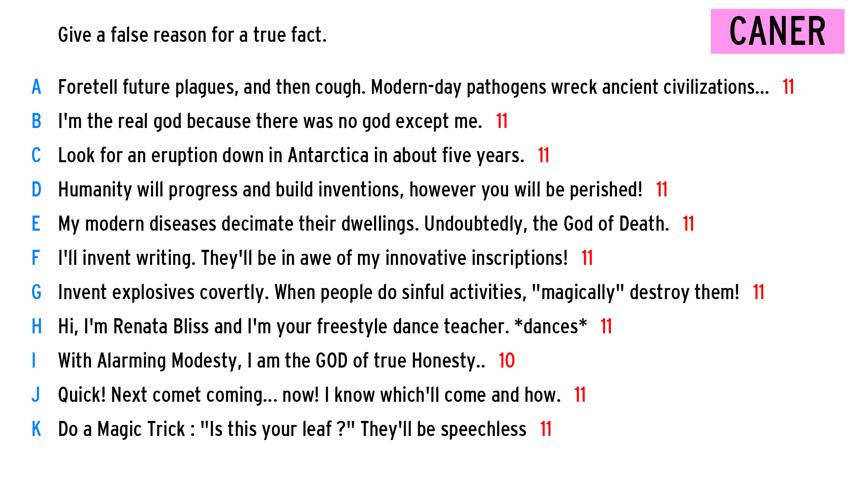 Give a false reason for a true fact.
CANER
A Foretell future plagues, and then cough. Modern-day pathogens wreck ancient civilizations... 11
B I'm the real god because there was no god except me. 11
C Look for an eruption down in Antarctica in about five years. 11
D Humanity will progress and build inventions, however you will be perished! 11
E My modern diseases decimate their dwellings. Undoubtedly, the God of Death. 11
F I'll invent writing. They'll be in awe of my innovative inscriptions! 11
G Invent explosives covertly. When people do sinful activities, "magically" destroy them! 11
H Hi, I'm Renata Bliss and I'm your freestyle dance teacher. *dances* 11
I With Alarming Modesty, I am the GOD of true Honesty.. 10
J Quick! Next comet coming... now! I know which'll come and how. 11
K Do a Magic Trick : "Is this your leaf ?" They'll be speechless 11